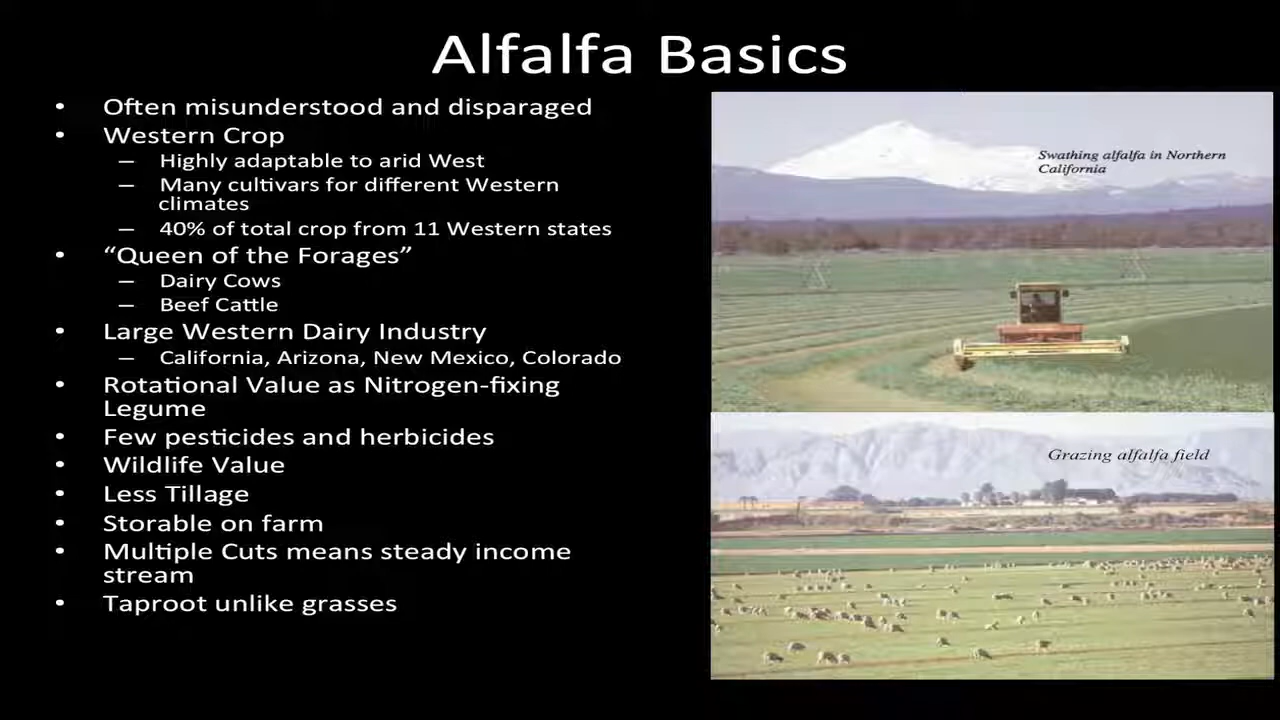 Alfalfa Basics
• Often misunderstood and disparaged
• Western Crop
– Highly adaptable to arid West
– Many cultivars for different Western
climates
– 40% of total crop from 11 Western states
• “Queen of the Forages”
– Dairy Cows
– Beef Cattle
• Large Western Dairy Industry
– California, Arizona, New Mexico, Colorado
• Rotational Value as Nitrogen-fixing
Legume
• Few pesticides and herbicides
• Wildlife Value
• Less Tillage
• Storable on farm
• Multiple Cuts means steady income
stream
• Taproot unlike grasses
Swathing alfalfa in Northern
California
Grazing alfalfa field